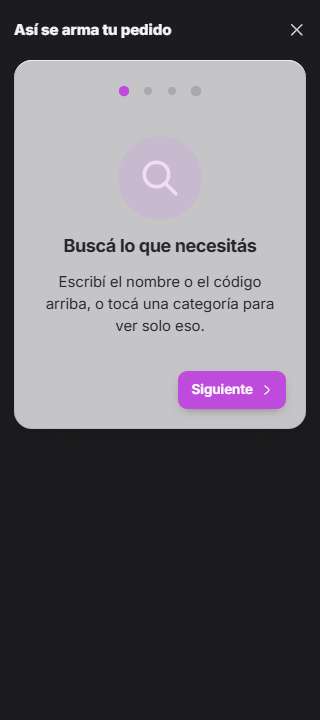 Así se arma tu pedido
Buscá lo que necesitás
Escribí el nombre o el código
arriba, o tocá una categoría para
ver solo eso.
Siguiente